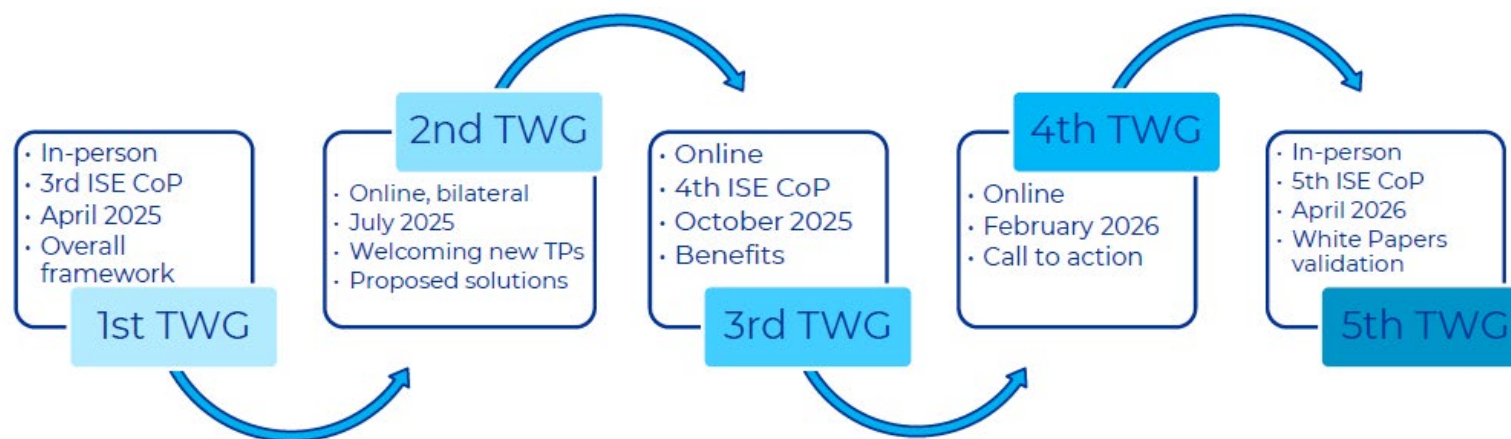 · In-person
· 3rd ISE CoP
· April 2025
· Overall
framework
1st TWG
2nd TWG
· Online, bilateral
· July 2025
· Welcoming new TPs
· Proposed solutions
· Online
· 4th ISE CoP
· October 2025
· Benefits
3rd TWG
4th TWG
· Online
· February 2026
· Call to action
· In-person
· 5th ISE CoP
· April 2026
· White Papers
validation
5th TWG